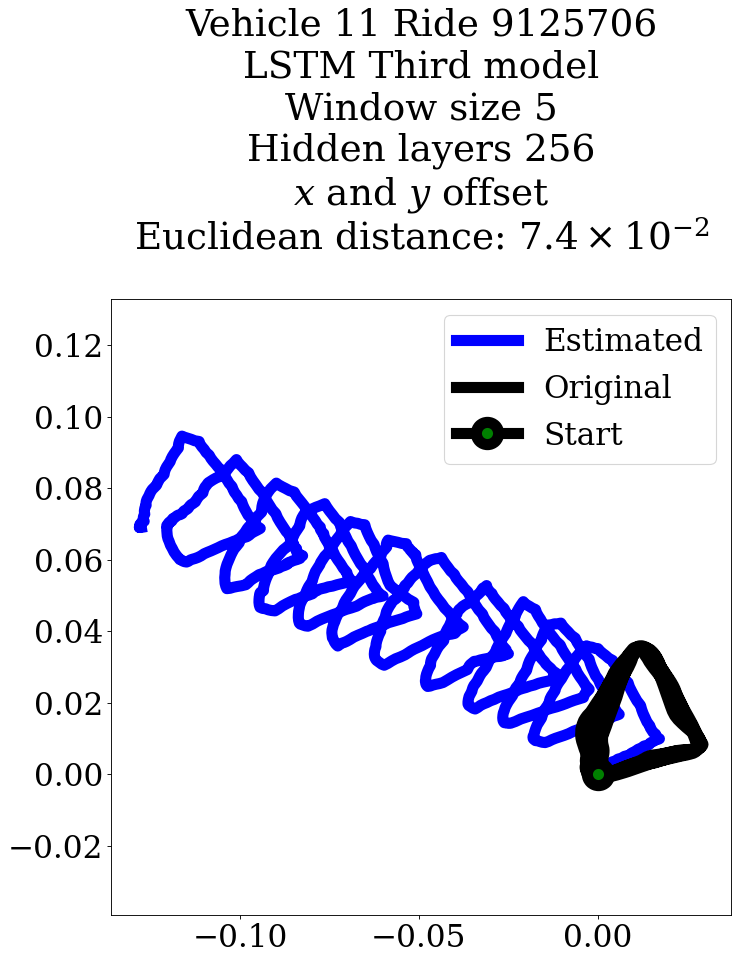 Vehicle 11 Ride 9125706
LSTM Third model
Window size 5
Hidden layers 256
x and y offset
Euclidean distance: 7.4 × 10⁻²
Estimated
Original
Start
0.12
0.10
0.08
0.06
0.04
0.02
0.00
−0.02
−0.10
−0.05
0.00